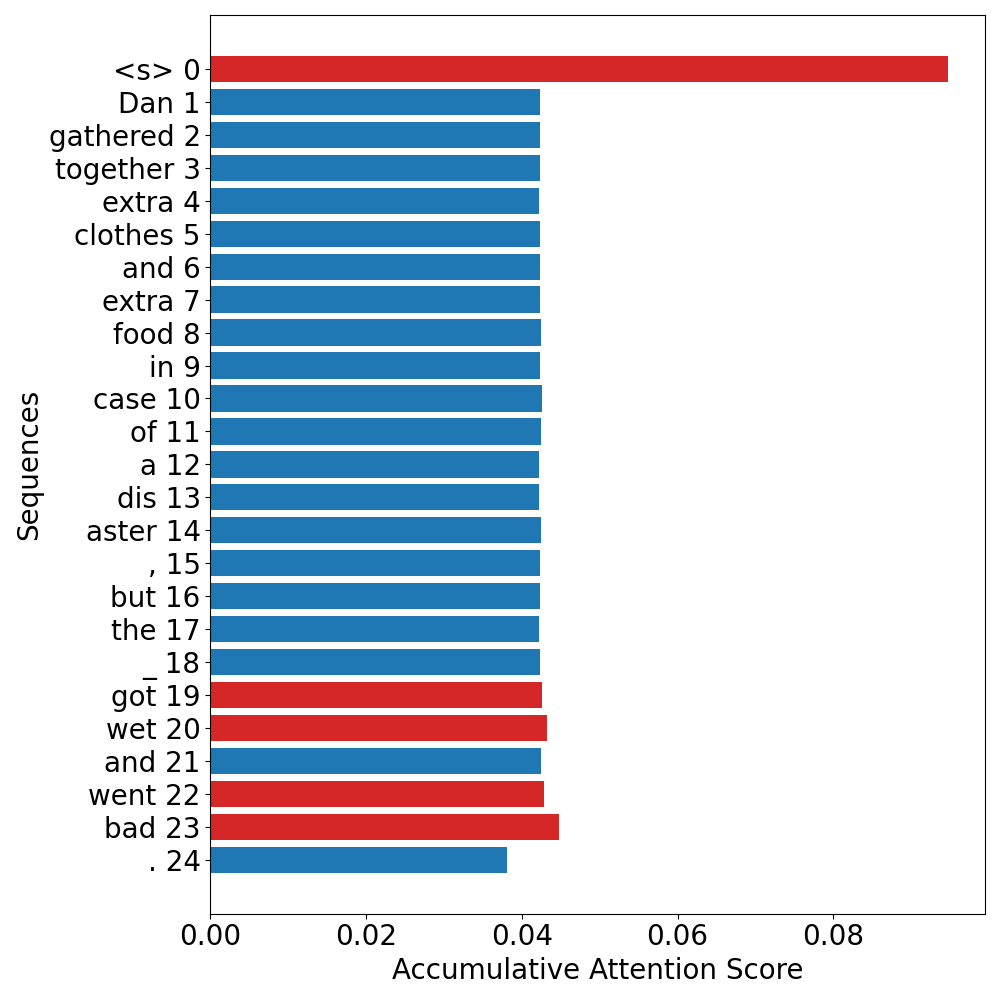 <s> 0
Dan 1
gathered 2
together 3
extra 4
clothes 5
and 6
extra 7
food 8
in 9
case 10
of 11
a 12
dis 13
aster 14
, 15
but 16
the 17
_ 18
got 19
wet 20
and 21
went 22
bad 23
. 24
Sequences
0.00 0.02 0.04 0.06 0.08
Accumulative Attention Score